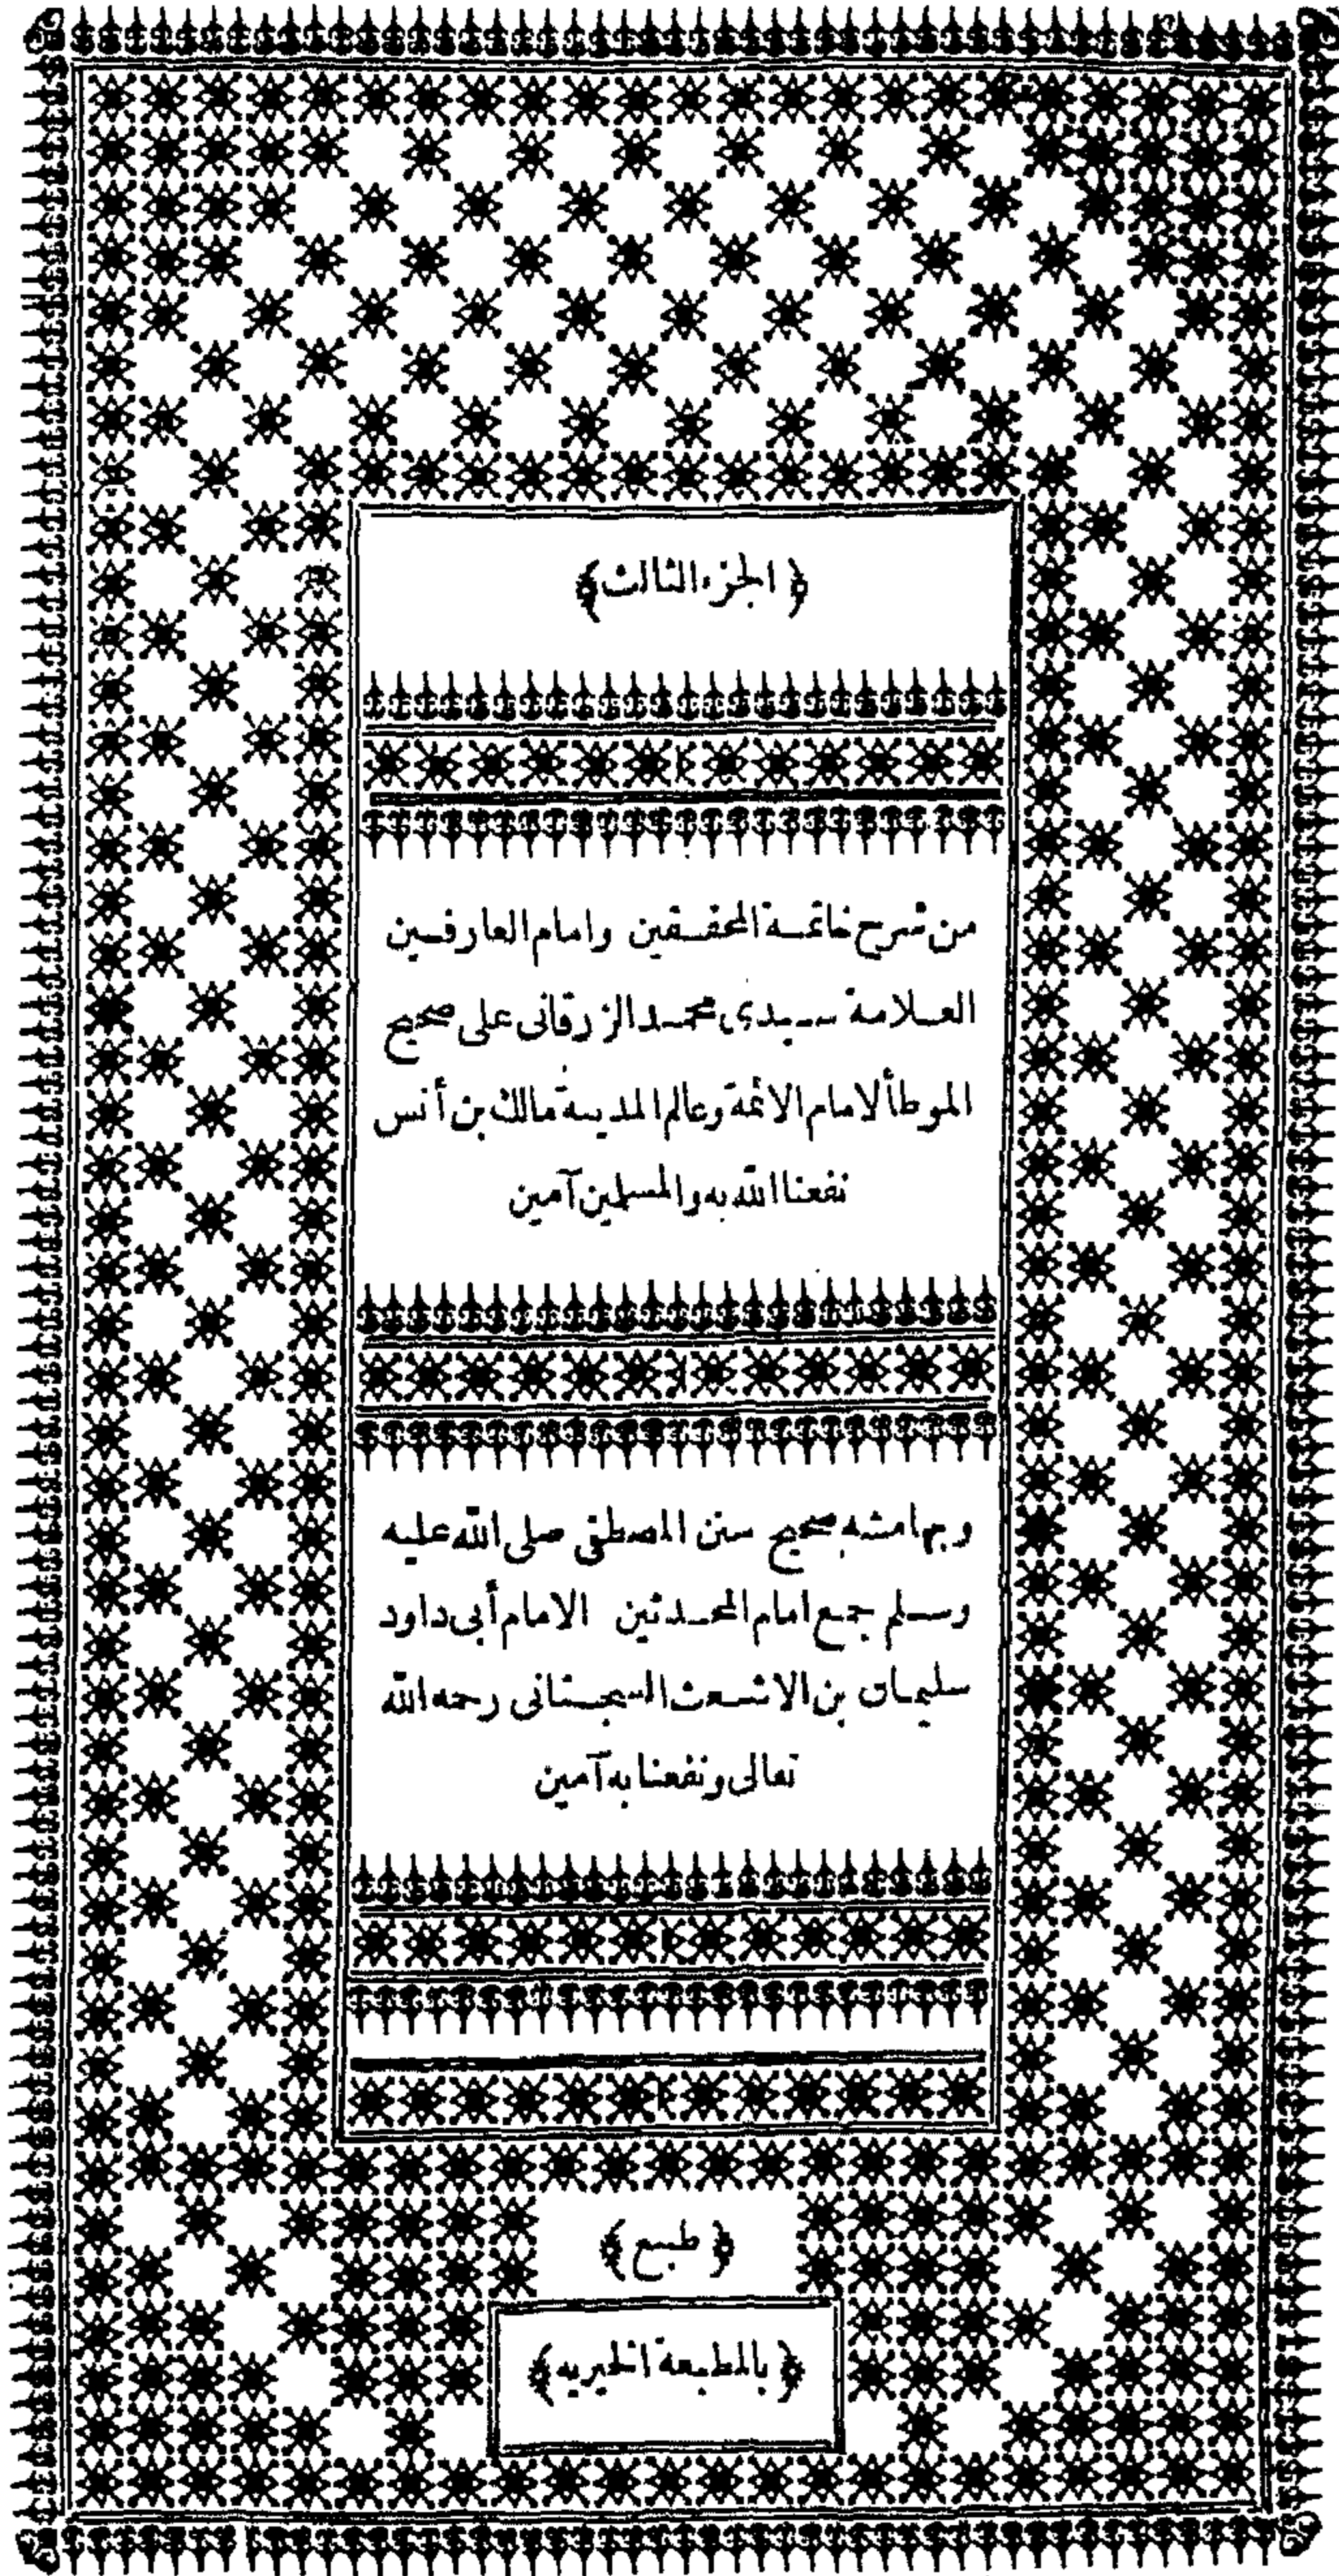 ﴿ الجزء الثالث ﴾
من شرح خاتمة المحققين وامام العارفين
العلامة سيدى محمد الزرقانى على صحيح
الموطألامام الائمة وعالم المدينة مالك بن أنس
نفعنا الله به والمسلمين آمين
وبهامشه صحيح سنن المصطفى صلى الله عليه
وسلم جمع امام المحدثين الامام أبى داود
سليمان بن الاشعث السجستانى رحمه الله
تعالى ونفعنا به آمين
﴿ طبع ﴾
﴿ بالمطبعة الخيريه ﴾